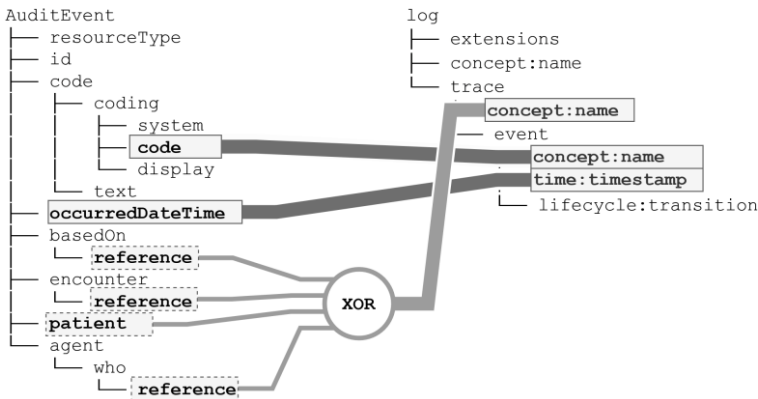 AuditEvent
resourceType
id
code
coding
system
code
display
text
occurredDateTime
basedOn
reference
encounter
reference
patient
agent
who
reference
XOR
log
extensions
concept:name
trace
concept:name
event
concept:name
time:timestamp
lifecycle:transition